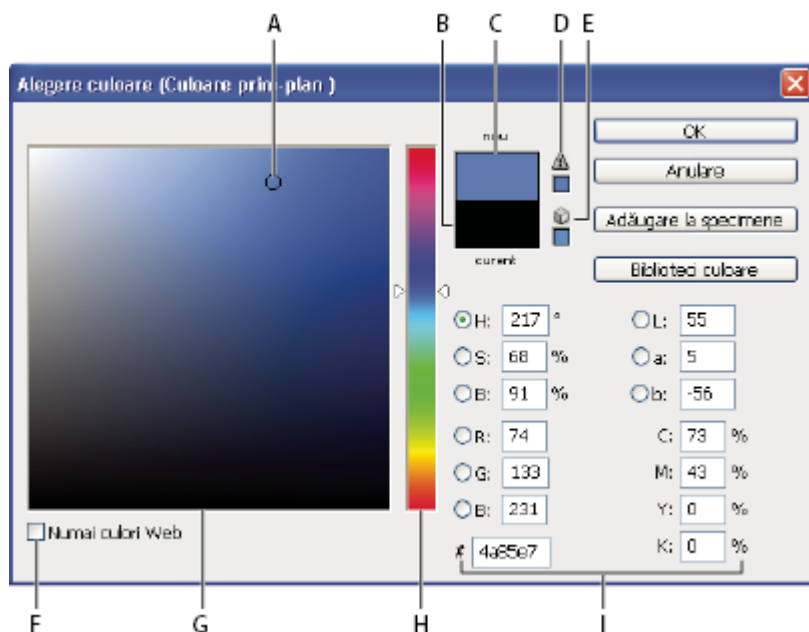 A B C D E
Alegere culoare (Culoare prim-plan )
nou
OK
Anulare
Adăugare la specimene
curent
Biblioteci culoare
H: 217 ° L: 55
S: 68 % a: 5
B: 91 % b: -56
R: 74 C: 73 %
G: 133 M: 43 %
B: 231 Y: 0 %
Numai culori Web
# 4a85e7 K: 0 %
F G H I